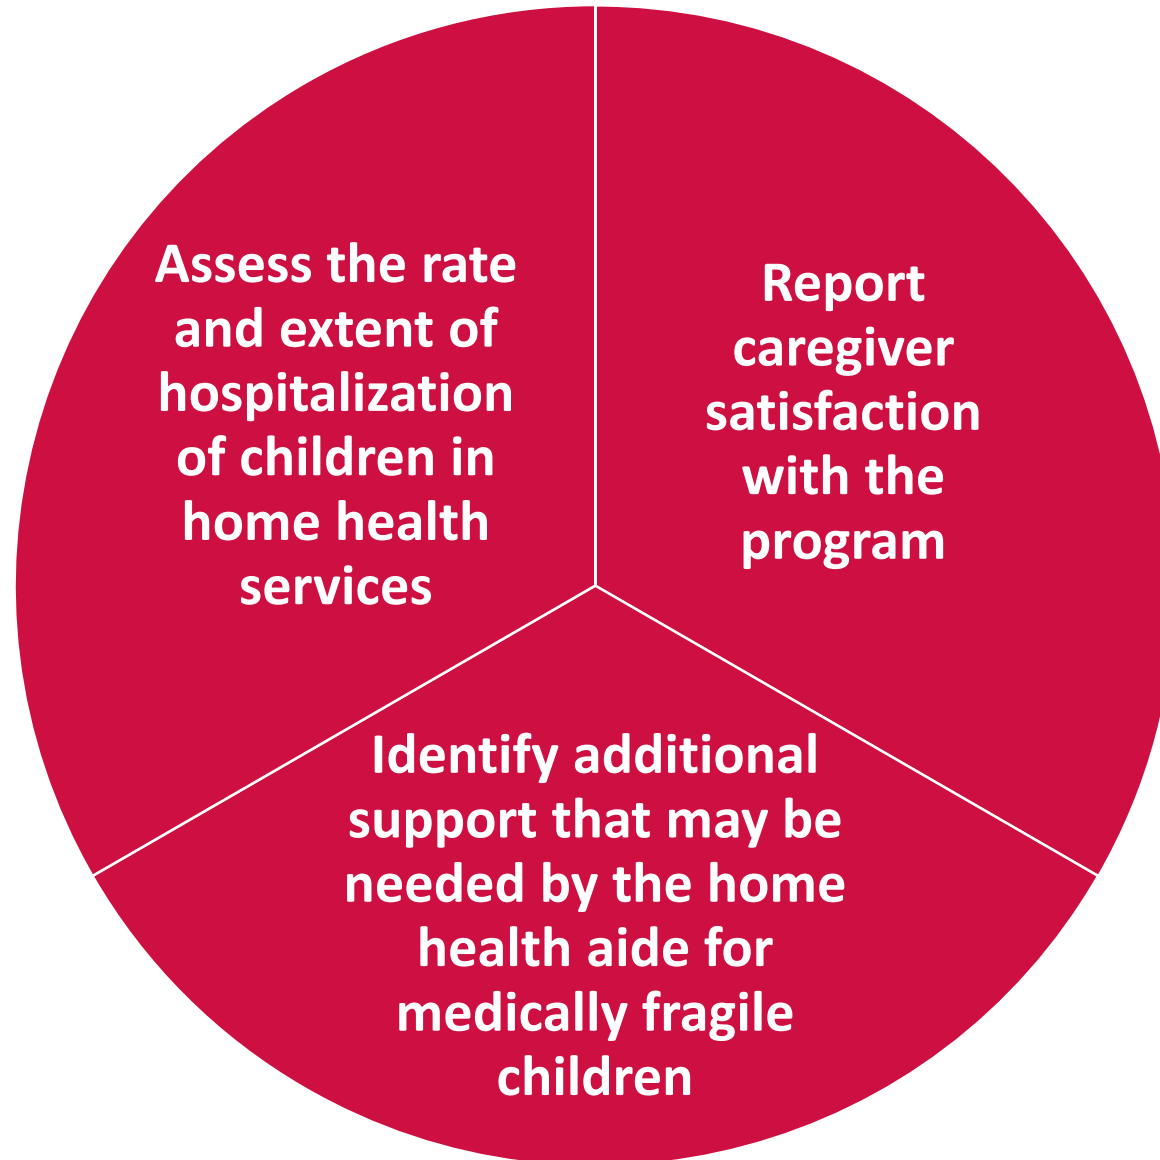 Assess the rate
and extent of
hospitalization
of children in
home health
services
Report
caregiver
satisfaction
with the
program
Identify additional
support that may be
needed by the home
health aide for
medically fragile
children